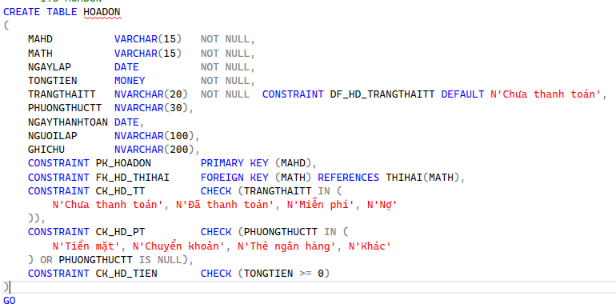 CREATE TABLE HOADON
(
    MAHD          VARCHAR(15)   NOT NULL,
    MATH          VARCHAR(15)   NOT NULL,
    NGAYLAP       DATE          NOT NULL,
    TONGTIEN      MONEY         NOT NULL,
    TRANGTHAITT   NVARCHAR(20)  NOT NULL  CONSTRAINT DF_HD_TRANGTHAITT DEFAULT N'Chưa thanh toán',
    PHUONGTHUCTT  NVARCHAR(30),
    NGAYTHANHTOAN DATE,
    NGUOILAP      NVARCHAR(100),
    GHICHU        NVARCHAR(200),
    CONSTRAINT PK_HOADON        PRIMARY KEY (MAHD),
    CONSTRAINT FK_HD_THIHAI     FOREIGN KEY (MATH) REFERENCES THIHAI(MATH),
    CONSTRAINT CK_HD_TT         CHECK (TRANGTHAITT IN (
        N'Chưa thanh toán', N'Đã thanh toán', N'Miễn phí', N'Nợ'
    )),
    CONSTRAINT CK_HD_PT         CHECK (PHUONGTHUCTT IN (
        N'Tiền mặt', N'Chuyển khoản', N'Thẻ ngân hàng', N'Khác'
    ) OR PHUONGTHUCTT IS NULL),
    CONSTRAINT CK_HD_TIEN       CHECK (TONGTIEN >= 0)
)
GO